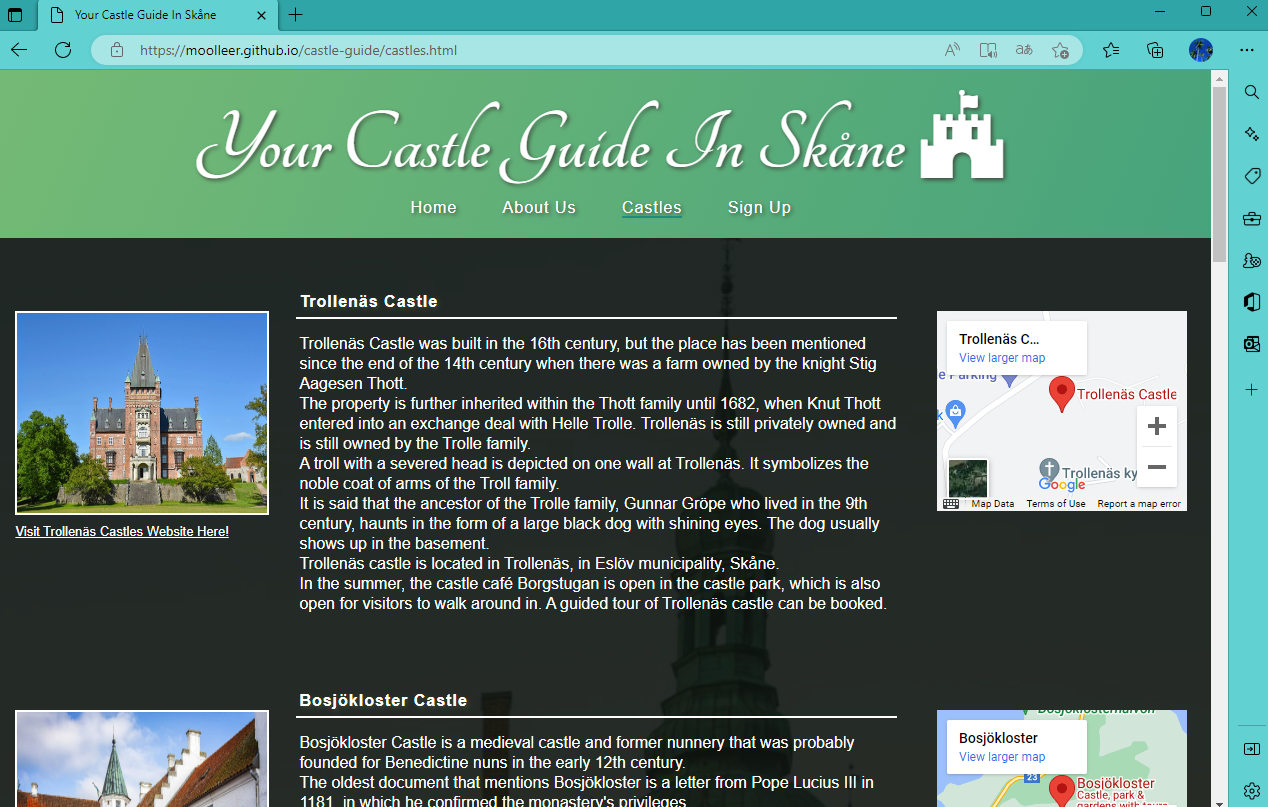 Your Castle Guide In Skåne
https://moolleer.github.io/castle-guide/castles.html
Your Castle Guide In Skåne
Home About Us Castles Sign Up
Trollenäs Castle
Trollenäs Castle was built in the 16th century, but the place has been mentioned
since the end of the 14th century when there was a farm owned by the knight Stig
Aagesen Thott.
The property is further inherited within the Thott family until 1682, when Knut Thott
entered into an exchange deal with Helle Trolle. Trollenäs is still privately owned and
is still owned by the Trolle family.
A troll with a severed head is depicted on one wall at Trollenäs. It symbolizes the
noble coat of arms of the Troll family.
It is said that the ancestor of the Trolle family, Gunnar Gröpe who lived in the 9th
century, haunts in the form of a large black dog with shining eyes. The dog usually
shows up in the basement.
Trollenäs castle is located in Trollenäs, in Eslöv municipality, Skåne.
In the summer, the castle café Borgstugan is open in the castle park, which is also
open for visitors to walk around in. A guided tour of Trollenäs castle can be booked.
Visit Trollenäs Castles Website Here!
Trollenäs C...
View larger map
e Parking
Trollenäs Castle
k
Trollenäs ky
Google
Map Data Terms of Use Report a map error
Bosjökloster Castle
Bosjökloster Castle is a medieval castle and former nunnery that was probably
founded for Benedictine nuns in the early 12th century.
The oldest document that mentions Bosjökloster is a letter from Pope Lucius III in
1181, in which he confirmed the monastery's privileges
Bosjöklosterhalvön
Bosjökloster
View larger map
23
Bosjökloster
Castle, park &
gardens with tours